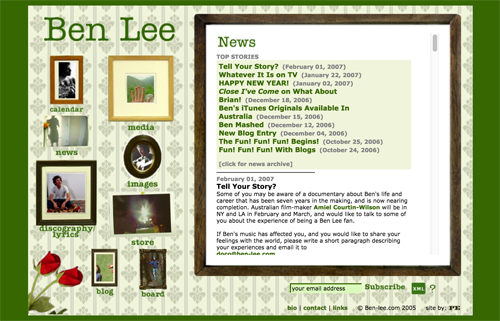 Ben Lee
calendar
media
news
images
discography/
lyrics
store
blog
board
News
TOP STORIES
Tell Your Story? (February 01, 2007)
Whatever It is on TV (January 22, 2007)
HAPPY NEW YEAR! (January 02, 2007)
Close I've Come on What About
Brian! (December 18, 2006)
Ben's iTunes Originals Available In
Australia (December 15, 2006)
Ben Mashed (December 12, 2006)
New Blog Entry (December 04, 2006)
The Fun! Fun! Fun! Begins! (October 25, 2006)
Fun! Fun! Fun! With Blogs (October 24, 2006)
[click for news archive]
February 01, 2007
Tell Your Story?
Some of you may be aware of a documentary about Ben's life and
career that has been seven years in the making, and is now nearing
completion. Australian film-maker Amiel Courtin-Wilson will be in
NY and LA in February and March, and would like to talk to some of
you about the experience of being a Ben Lee fan.
If Ben's music has affected you, and you would like to share your
feelings with the world, please write a short paragraph describing
your experiences and email it to
doco@ben-lee.com
your email address
Subscribe
XML
?
bio | contact | links
© Ben-lee.com 2005
site by: PE